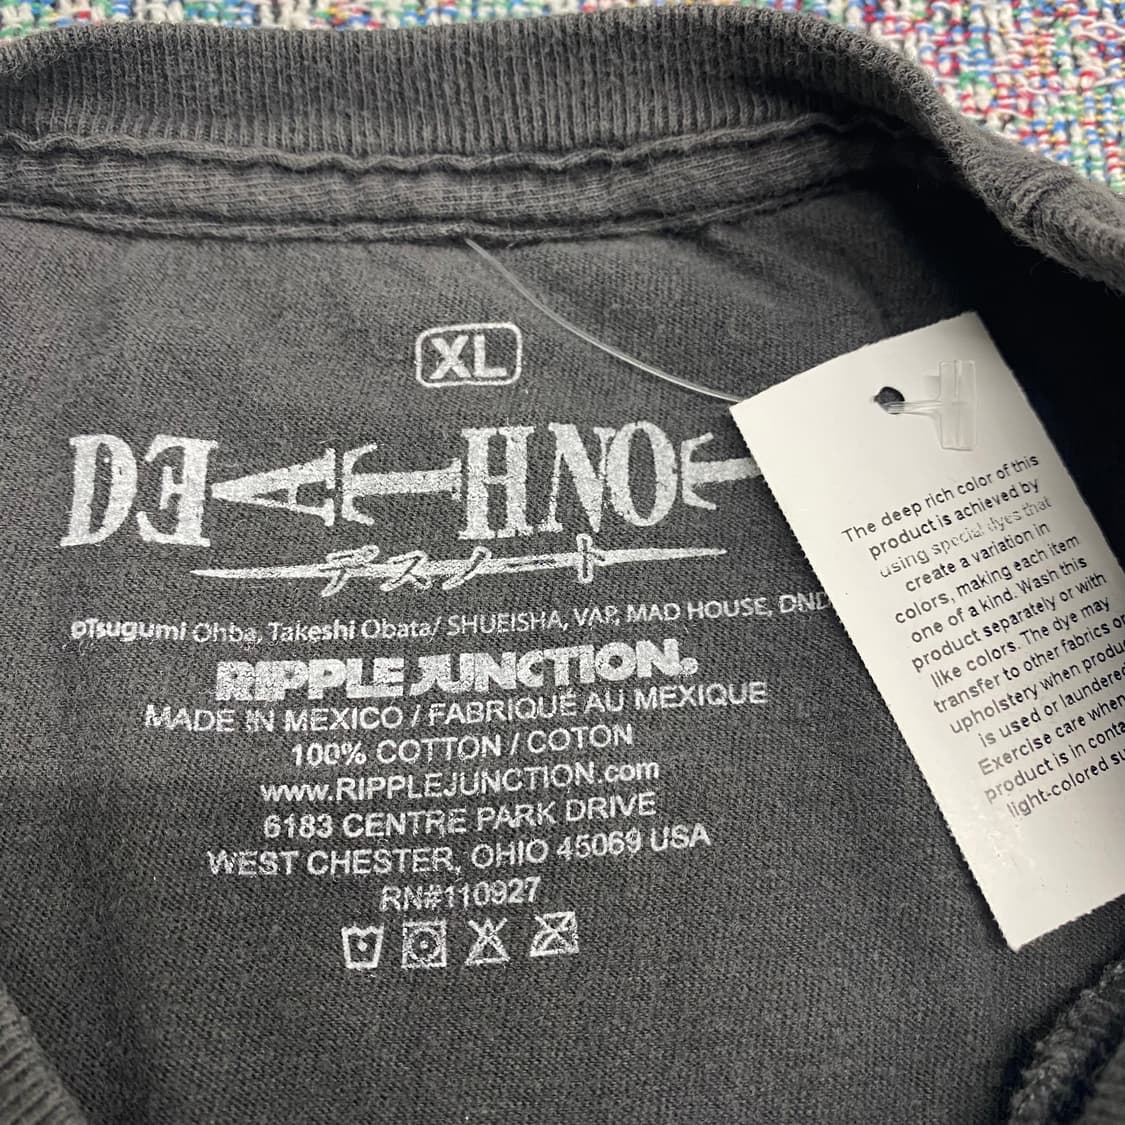 XL
DEATH NOT
デスノート
©Tsugumi Ohba, Takeshi Obata/ SHUEISHA, VAP, MAD HOUSE, DND
RIPPLE JUNCTION®
MADE IN MEXICO / FABRIQUÉ AU MEXIQUE
100% COTTON / COTON
www.RIPPLEJUNCTION.com
6183 CENTRE PARK DRIVE
WEST CHESTER, OHIO 45069 USA
RN#110927
The deep rich color of this
product is achieved by
using special dyes that
create a variation in
colors, making each item
one of a kind. Wash this
product separately or with
like colors. The dye may
transfer to other fabrics or
upholstery when
is used or laundered
Exercise care when
product is in
light-colored